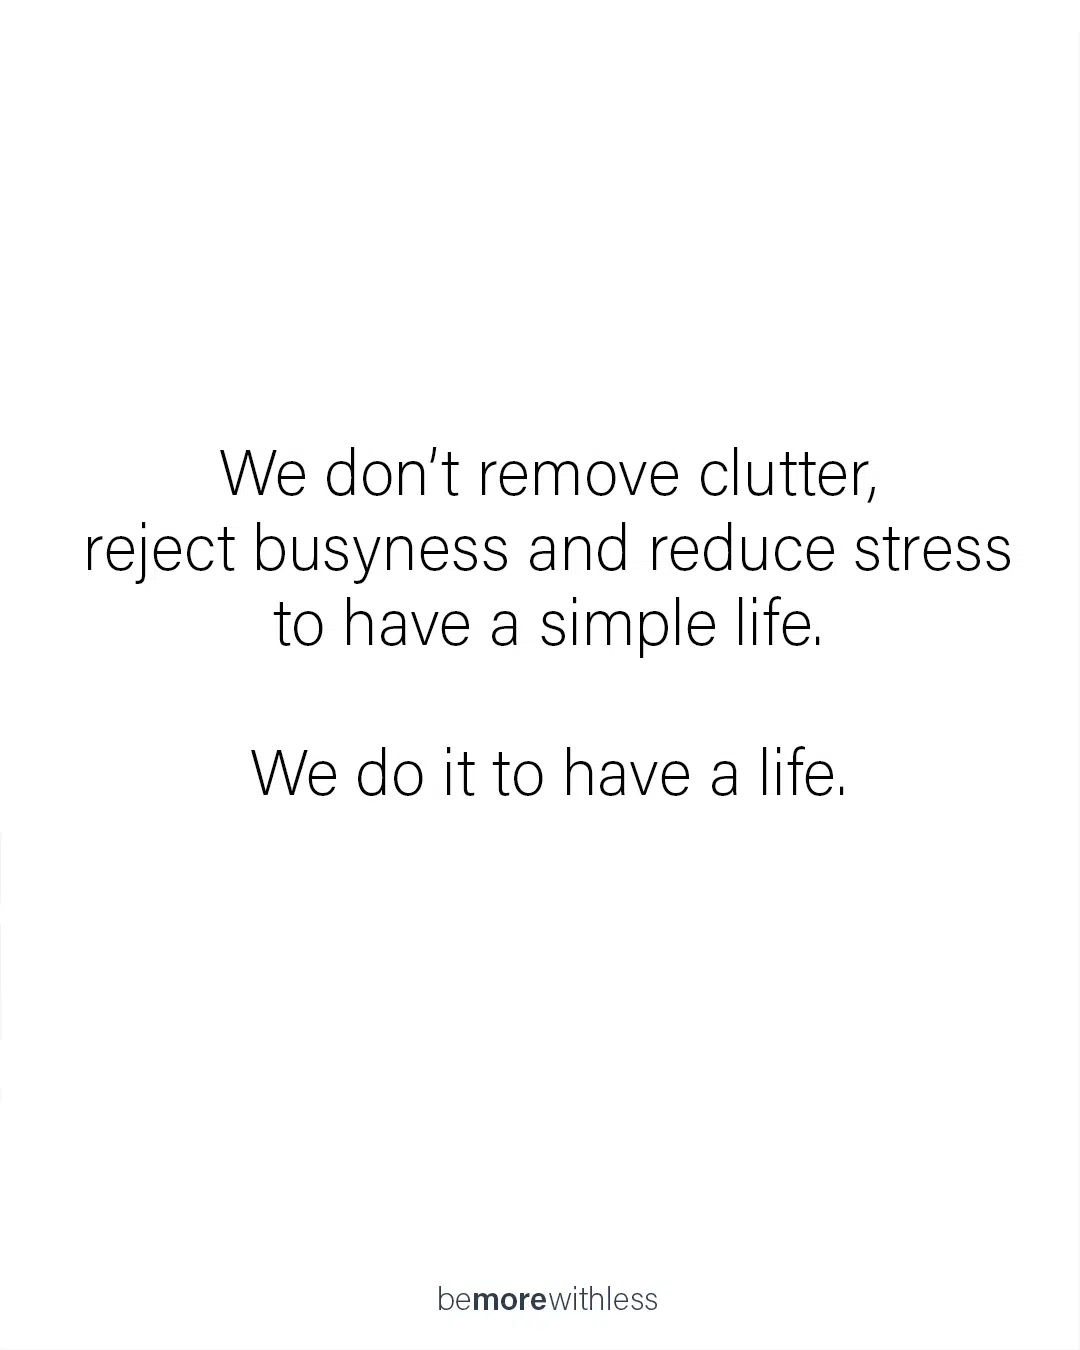 We don't remove clutter,
reject busyness and reduce stress
to have a simple life.
We do it to have a life.
bemorewithless